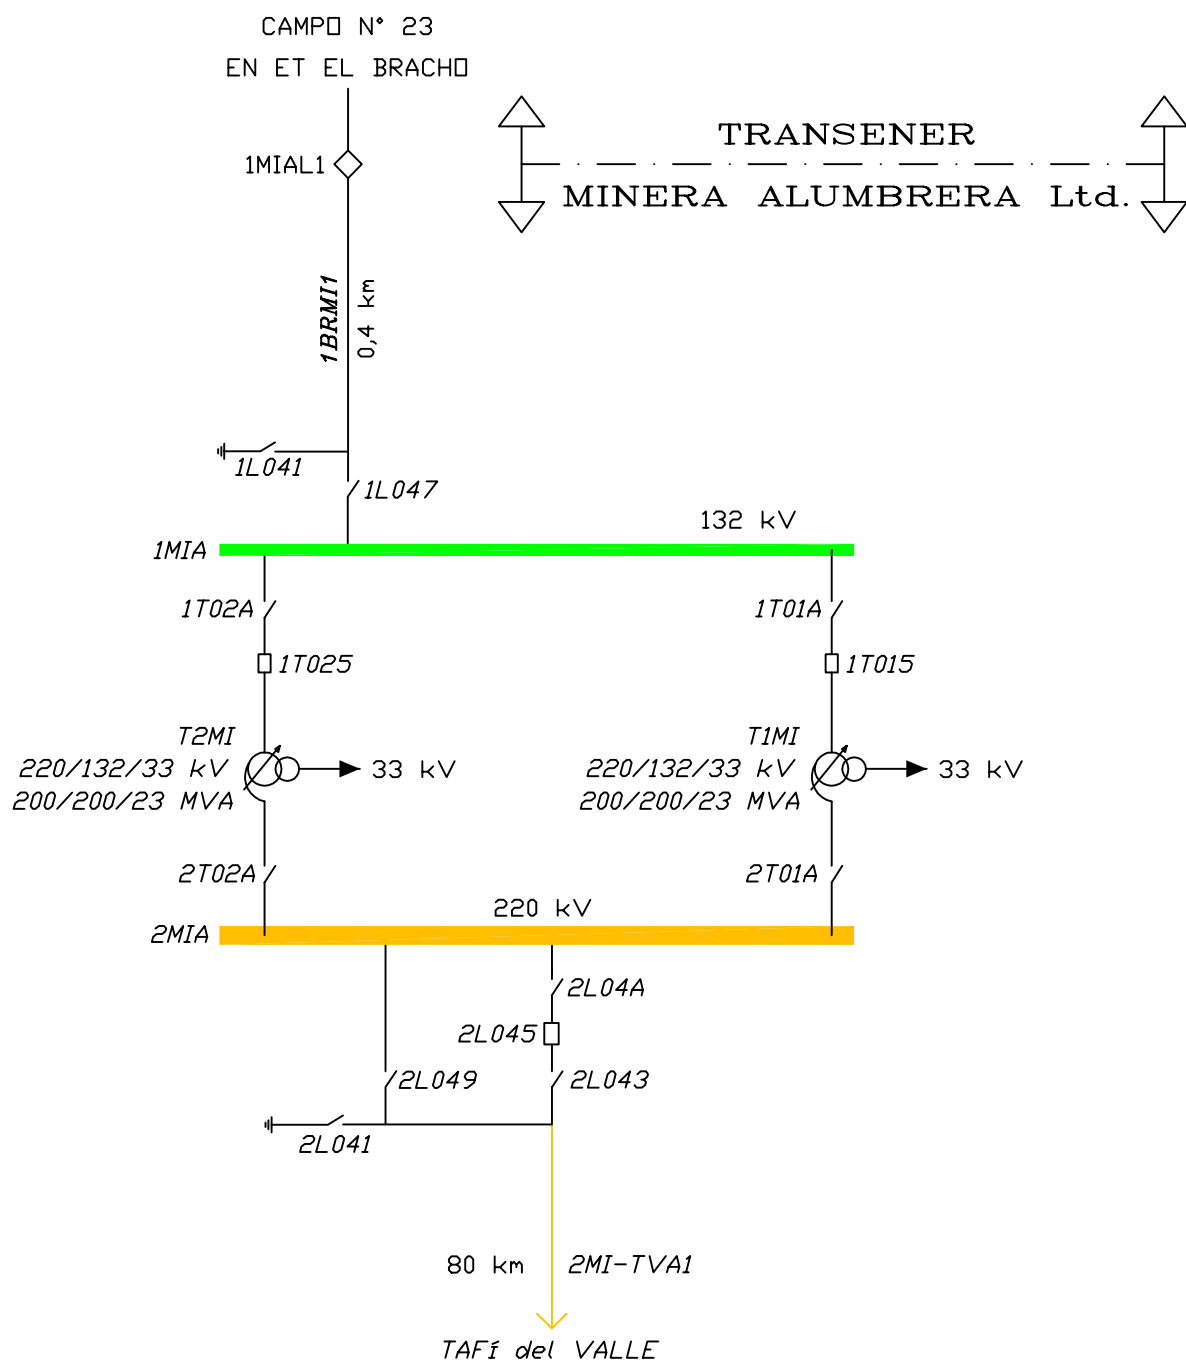 CAMPO N° 23
EN ET EL BRACHO
TRANSENER
1MIAL1
MINERA ALUMBRERA Ltd.
1BRMI1
0,4 km
1L041
1L047
132 kV
1MIA
1T02A
1T01A
1T025
1T015
T2MI
220/132/33 kV
200/200/23 MVA
33 kV
T1MI
220/132/33 kV
200/200/23 MVA
33 kV
2T02A
2T01A
220 kV
2MIA
2L04A
2L045
2L049
2L043
2L041
80 km
2MI-TVA1
TAFí del VALLE